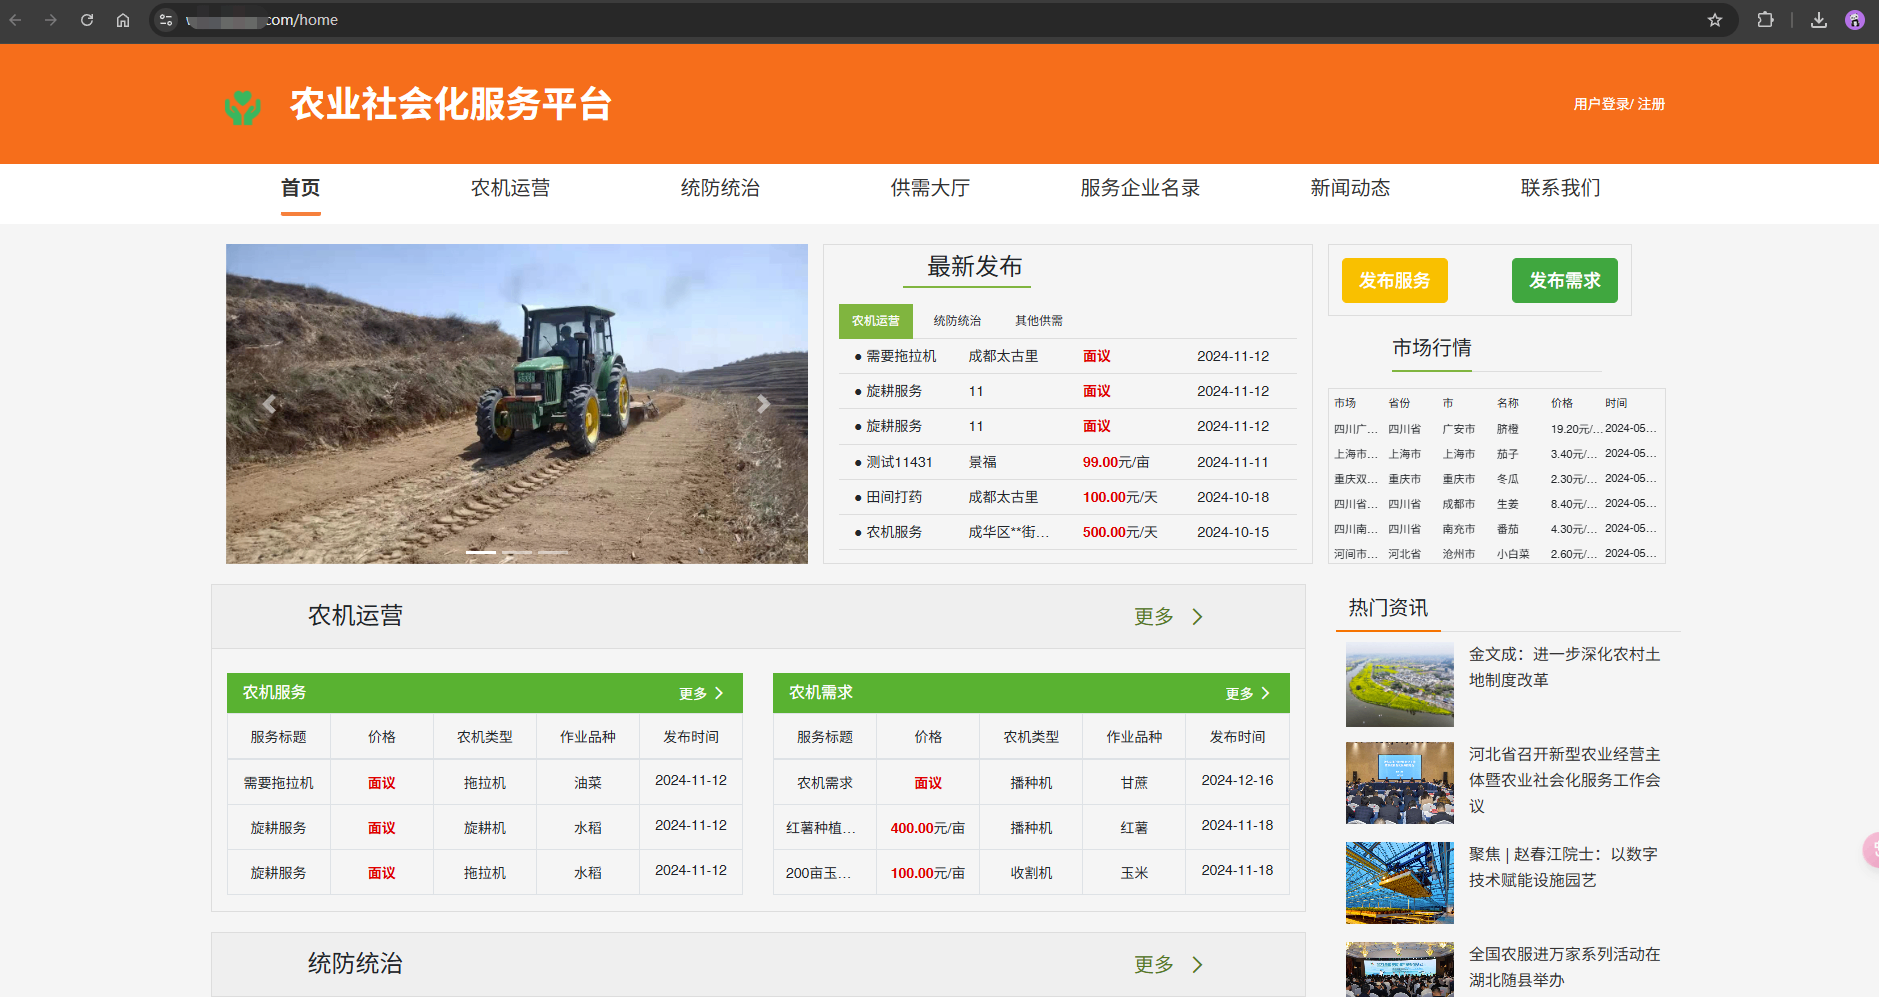 com/home
农业社会化服务平台
用户登录/ 注册
首页 农机运营 统防统治 供需大厅 服务企业名录 新闻动态 联系我们
最新发布
农机运营 统防统治 其他供需
● 需要拖拉机 成都太古里 面议 2024-11-12
● 旋耕服务 11 面议 2024-11-12
● 旋耕服务 11 面议 2024-11-12
● 测试11431 景福 99.00元/亩 2024-11-11
● 田间打药 成都太古里 100.00元/天 2024-10-18
● 农机服务 成华区**街... 500.00元/天 2024-10-15
发布服务 发布需求
市场行情
市场 省份 市 名称 价格 时间
四川广... 四川省 广安市 脐橙 19.20元/... 2024-05...
上海市... 上海市 上海市 茄子 3.40元/... 2024-05...
重庆双... 重庆市 重庆市 冬瓜 2.30元/... 2024-05...
四川省... 四川省 成都市 生姜 8.40元/... 2024-05...
四川南... 四川省 南充市 番茄 4.30元/... 2024-05...
河间市... 河北省 沧州市 小白菜 2.60元/... 2024-05...
农机运营 更多
农机服务 更多
服务标题 价格 农机类型 作业品种 发布时间
需要拖拉机 面议 拖拉机 油菜 2024-11-12
旋耕服务 面议 旋耕机 水稻 2024-11-12
旋耕服务 面议 拖拉机 水稻 2024-11-12
农机需求 更多
服务标题 价格 农机类型 作业品种 发布时间
农机需求 面议 播种机 甘蔗 2024-12-16
红薯种植... 400.00元/亩 播种机 红薯 2024-11-18
200亩玉... 100.00元/亩 收割机 玉米 2024-11-18
热门资讯
金文成：进一步深化农村土
地制度改革
河北省召开新型农业经营主
体暨农业社会化服务工作会
议
聚焦 | 赵春江院士：以数字
技术赋能设施园艺
全国农服进万家系列活动在
湖北随县举办
统防统治 更多